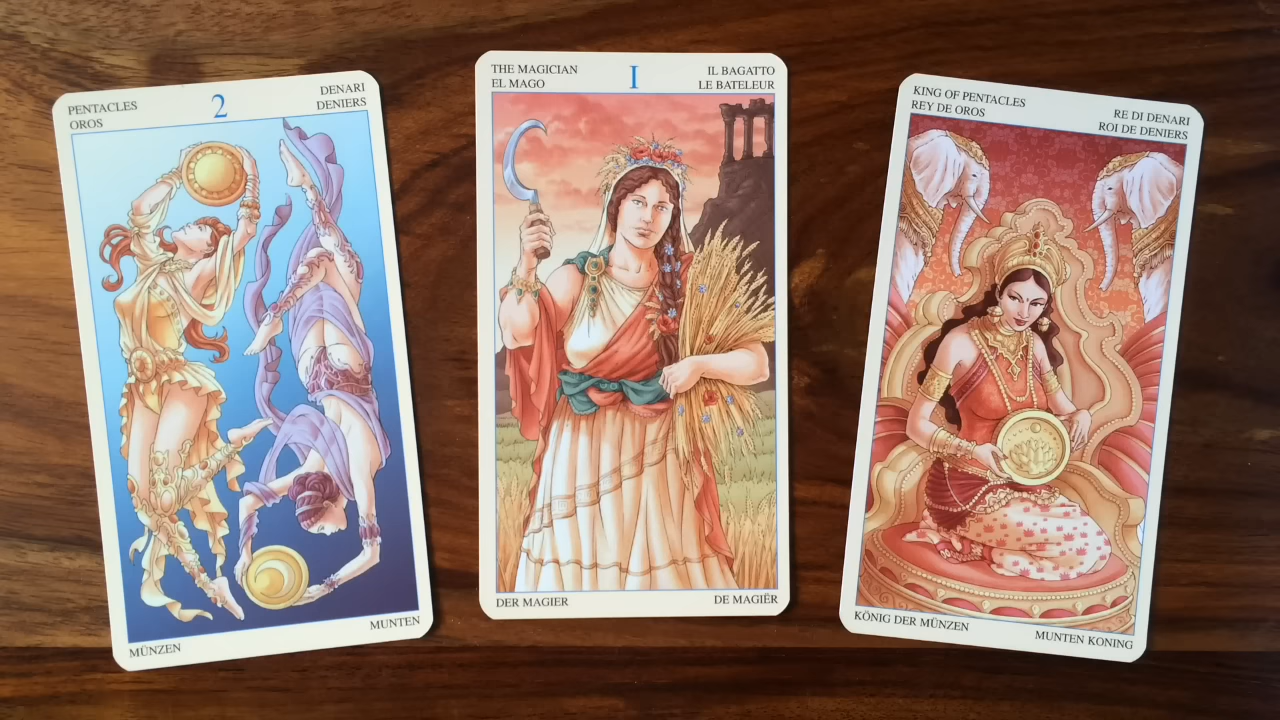 PENTACLES
OROS
2
DENARI
DENIERS
MÜNZEN
MUNTEN
THE MAGICIAN
EL MAGO
I
IL BAGATTO
LE BATELEUR
DER MAGIER
DE MAGIËR
KING OF PENTACLES
REY DE OROS
RE DI DENARI
ROI DE DENIERS
KÖNIG DER MÜNZEN
MUNTEN KONING